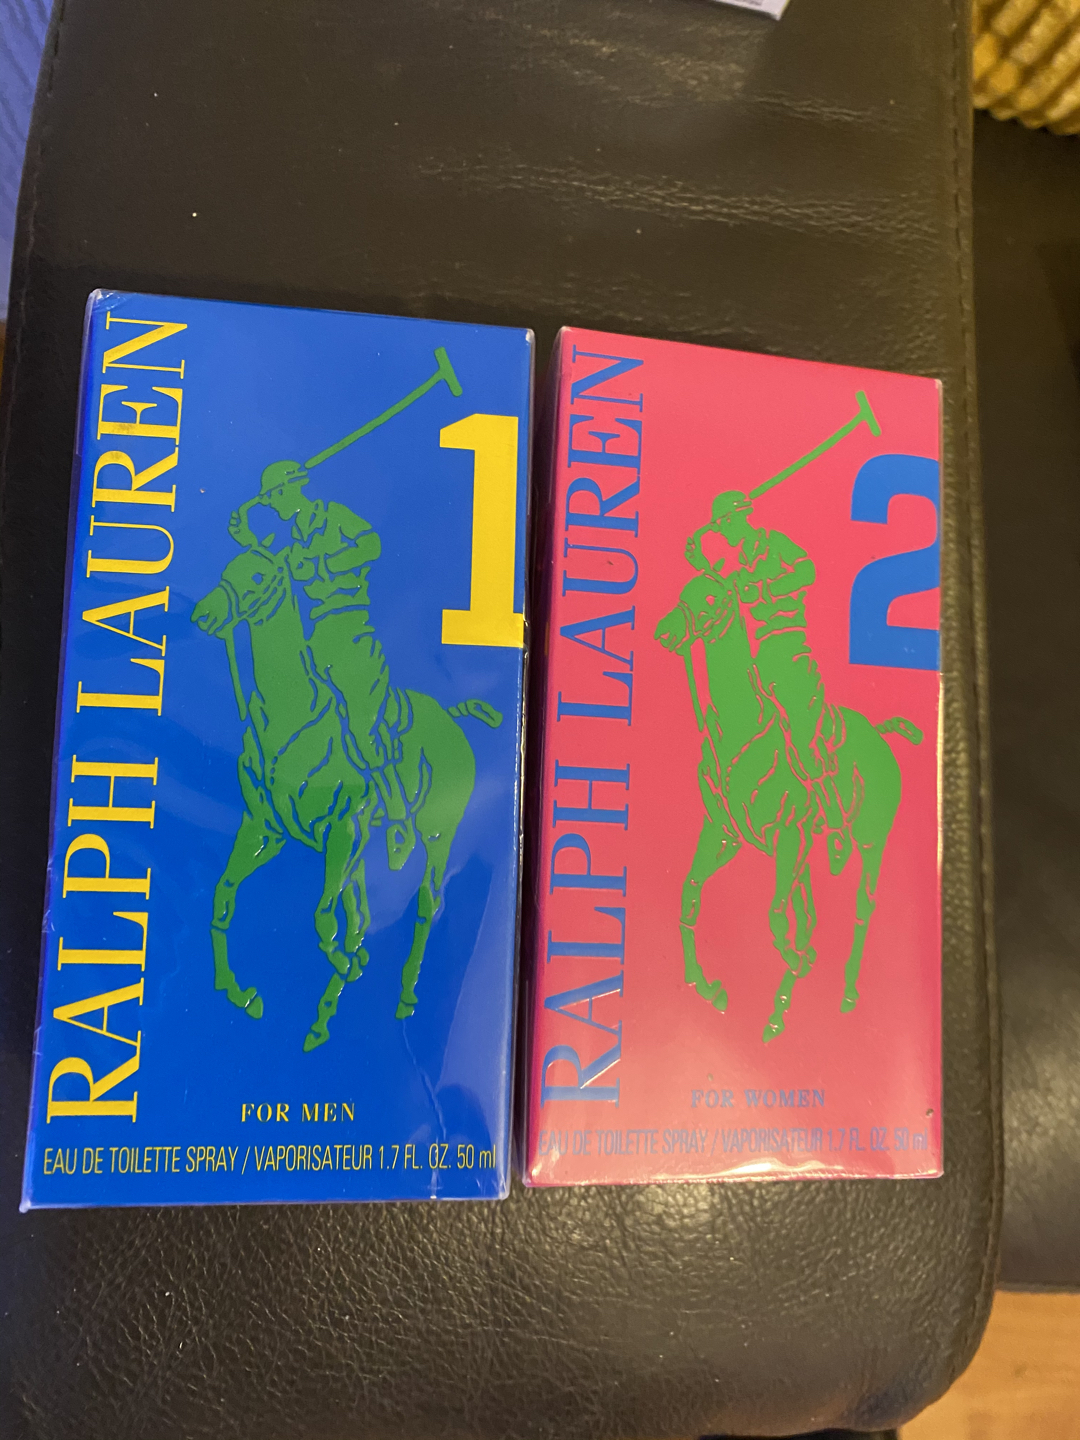 RALPH LAUREN
1
FOR MEN
EAU DE TOILETTE SPRAY / VAPORISATEUR 1.7 FL. OZ. 50 ml
RALPH LAUREN
2
FOR WOMEN
EAU DE TOILETTE SPRAY / VAPORISATEUR 1.7 FL. OZ. 50 ml